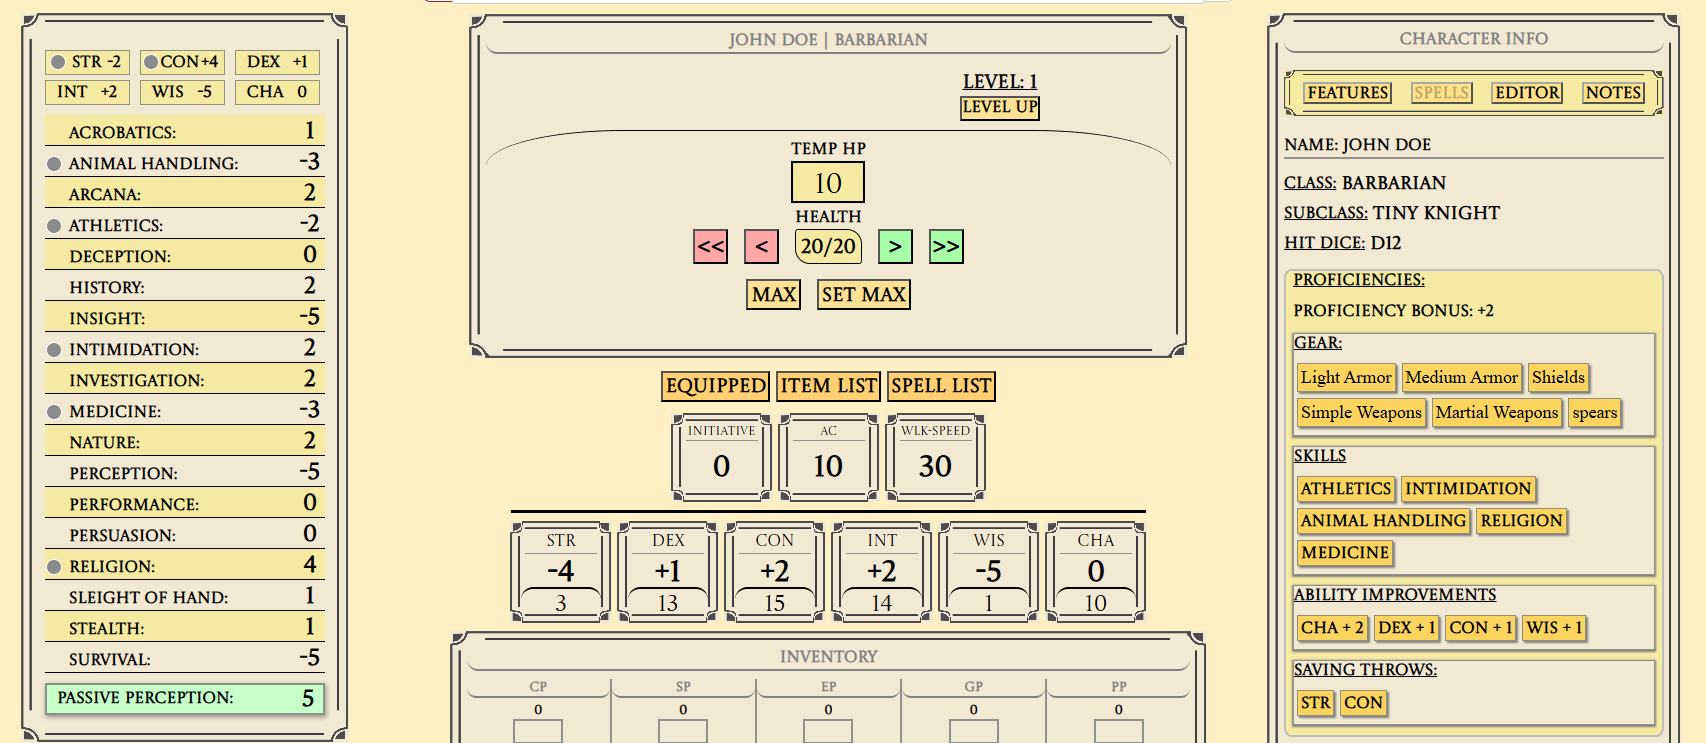 STR -2 CON +4 DEX +1
INT +2 WIS -5 CHA 0
ACROBATICS: 1
ANIMAL HANDLING: -3
ARCANA: 2
ATHLETICS: -2
DECEPTION: 0
HISTORY: 2
INSIGHT: -5
INTIMIDATION: 2
INVESTIGATION: 2
MEDICINE: -3
NATURE: 2
PERCEPTION: -5
PERFORMANCE: 0
PERSUASION: 0
RELIGION: 4
SLEIGHT OF HAND: 1
STEALTH: 1
SURVIVAL: -5
PASSIVE PERCEPTION: 5
JOHN DOE | BARBARIAN
LEVEL: 1
LEVEL UP
TEMP HP
10
HEALTH
<< < 20/20 > >>
MAX SET MAX
EQUIPPED ITEM LIST SPELL LIST
INITIATIVE AC WLK-SPEED
0 10 30
STR DEX CON INT WIS CHA
-4 +1 +2 +2 -5 0
3 13 15 14 1 10
INVENTORY
CP SP EP GP PP
0 0 0 0 0
CHARACTER INFO
FEATURES SPELLS EDITOR NOTES
NAME: JOHN DOE
CLASS: BARBARIAN
SUBCLASS: TINY KNIGHT
HIT DICE: D12
PROFICIENCIES:
PROFICIENCY BONUS: +2
GEAR:
Light Armor Medium Armor Shields
Simple Weapons Martial Weapons spears
SKILLS
ATHLETICS INTIMIDATION
ANIMAL HANDLING RELIGION
MEDICINE
ABILITY IMPROVEMENTS
CHA + 2 DEX + 1 CON + 1 WIS + 1
SAVING THROWS:
STR CON